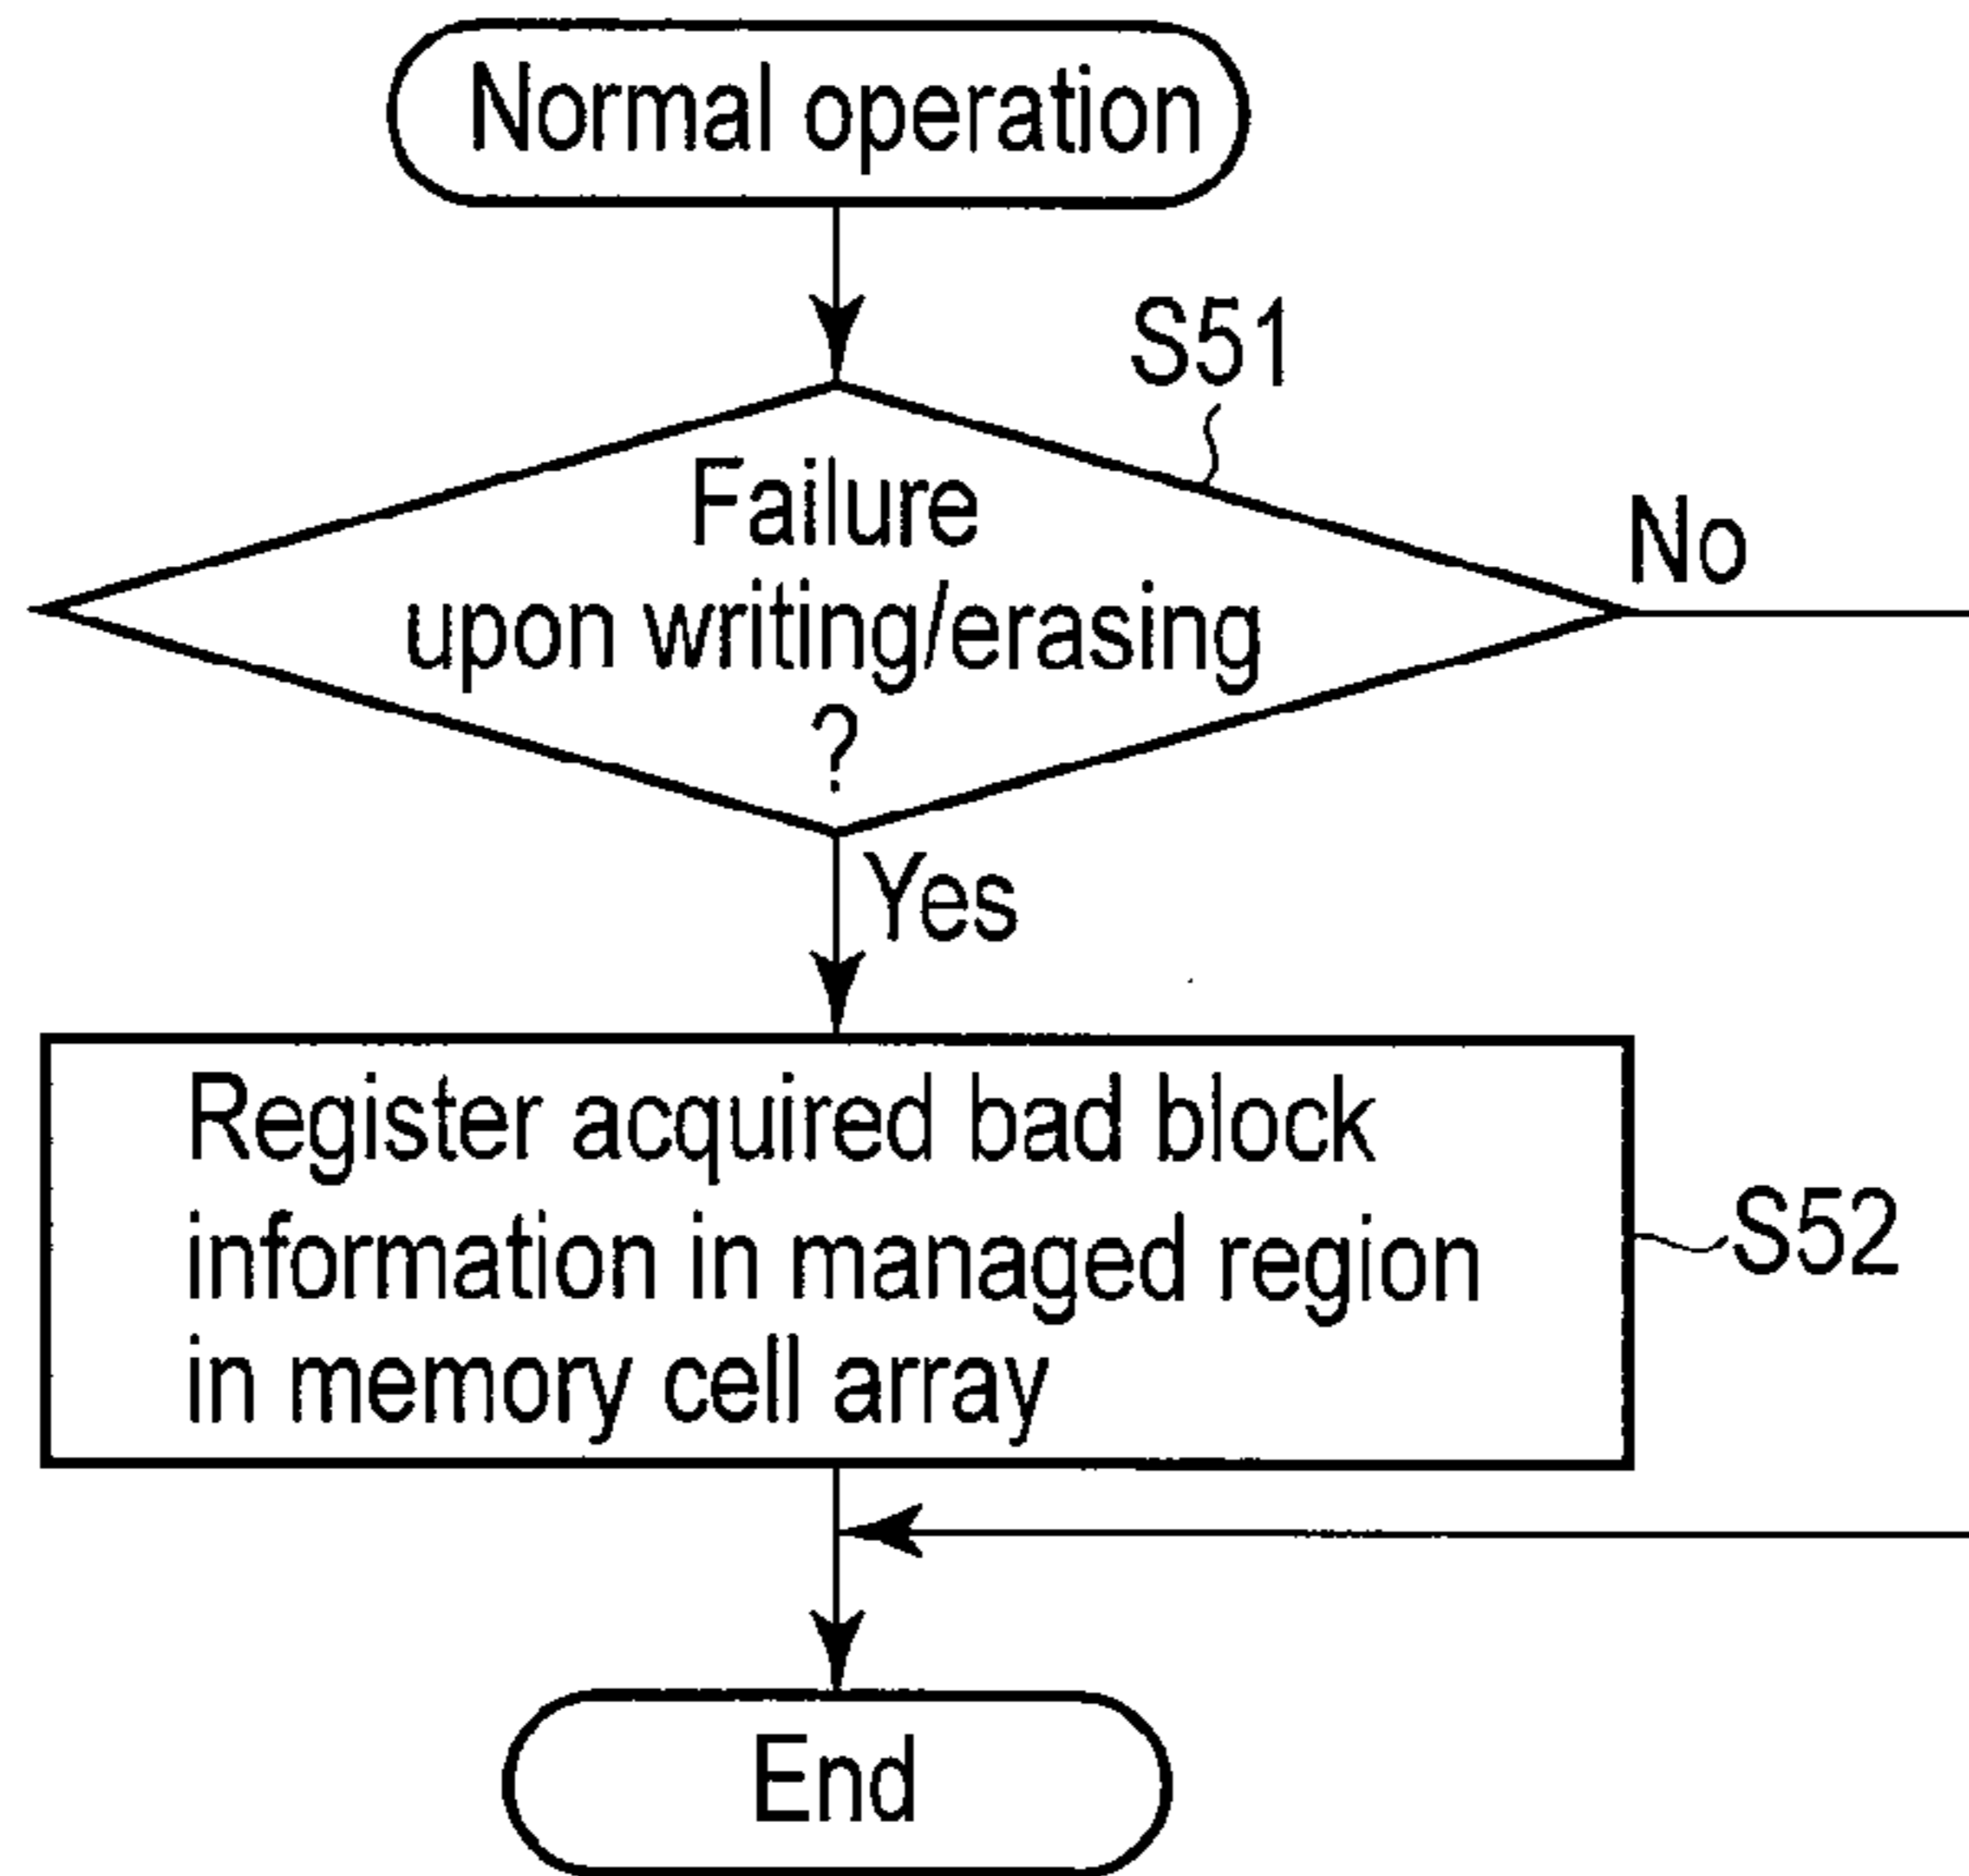 Normal operation
S51
Failure
upon writing/erasing
?
No
Yes
Register acquired bad block
information in managed region
in memory cell array
S52
End